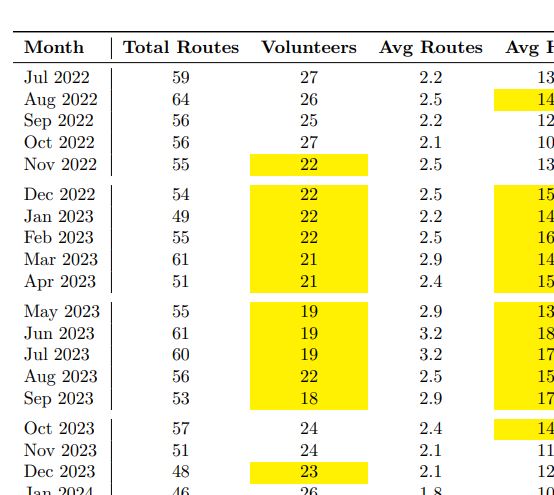 Month Total Routes Volunteers Avg Routes Avg
Jul 2022 59 27 2.2 13
Aug 2022 64 26 2.5 14
Sep 2022 56 25 2.2 12
Oct 2022 56 27 2.1 10
Nov 2022 55 22 2.5 13
Dec 2022 54 22 2.5 15
Jan 2023 49 22 2.2 14
Feb 2023 55 22 2.5 16
Mar 2023 61 21 2.9 14
Apr 2023 51 21 2.4 15
May 2023 55 19 2.9 13
Jun 2023 61 19 3.2 18
Jul 2023 60 19 3.2 17
Aug 2023 56 22 2.5 15
Sep 2023 53 18 2.9 17
Oct 2023 57 24 2.4 14
Nov 2023 51 24 2.1 11
Dec 2023 48 23 2.1 12
Jan 2024 46 26 1.8 10